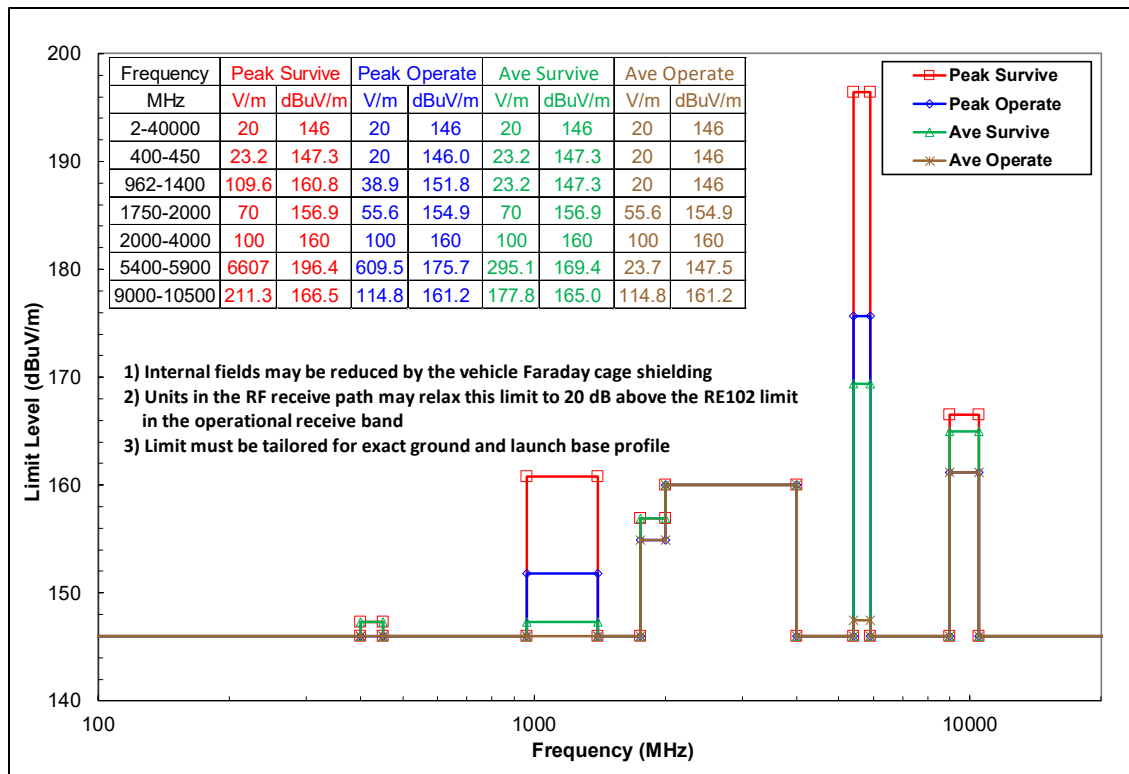 200
190
180
170
160
150
140
Limit Level (dBuV/m)
Frequency Peak Survive Peak Operate Ave Survive Ave Operate
MHz V/m dBuV/m V/m dBuV/m V/m dBuV/m V/m dBuV/m
2-40000 20 146 20 146 20 146 20 146
400-450 23.2 147.3 20 146.0 23.2 147.3 20 146
962-1400 109.6 160.8 38.9 151.8 23.2 147.3 20 146
1750-2000 70 156.9 55.6 154.9 70 156.9 55.6 154.9
2000-4000 100 160 100 160 100 160 100 160
5400-5900 6607 196.4 609.5 175.7 295.1 169.4 23.7 147.5
9000-10500 211.3 166.5 114.8 161.2 177.8 165.0 114.8 161.2
Peak Survive
Peak Operate
Ave Survive
Ave Operate
1) Internal fields may be reduced by the vehicle Faraday cage shielding
2) Units in the RF receive path may relax this limit to 20 dB above the RE102 limit
in the operational receive band
3) Limit must be tailored for exact ground and launch base profile
100 1000 10000
Frequency (MHz)